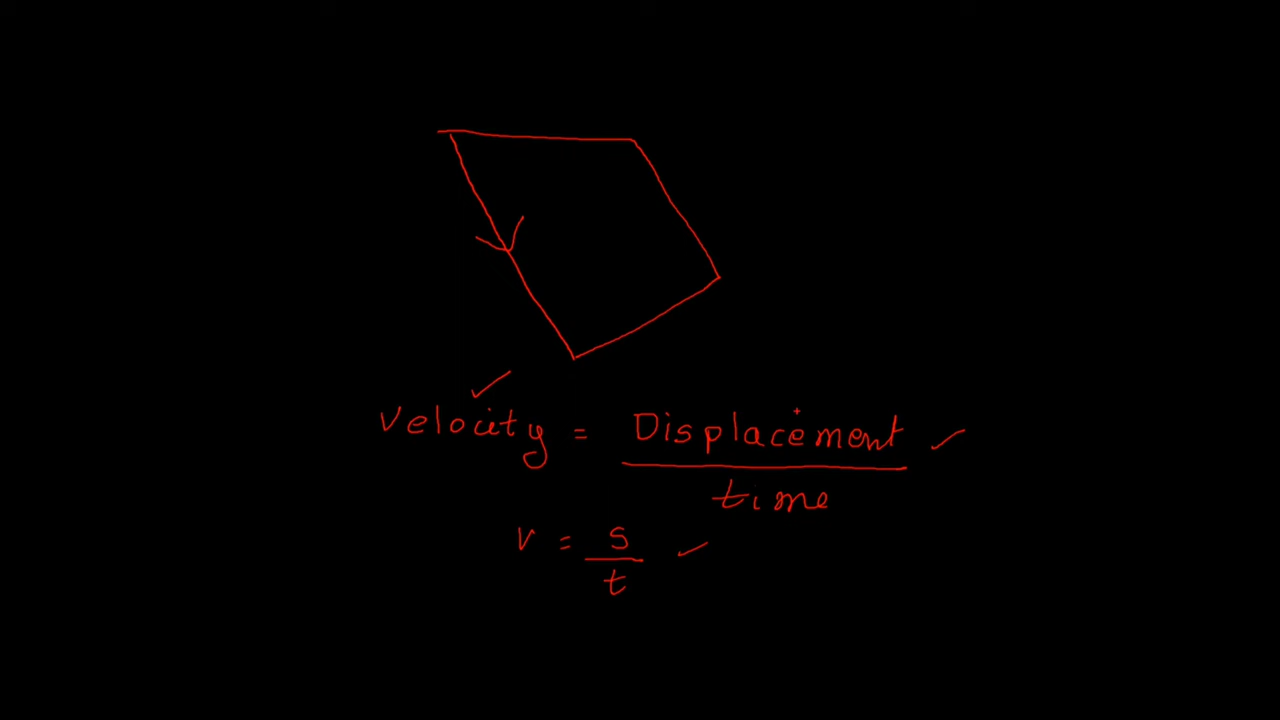 Velocity = Displacement / time
v = s / t